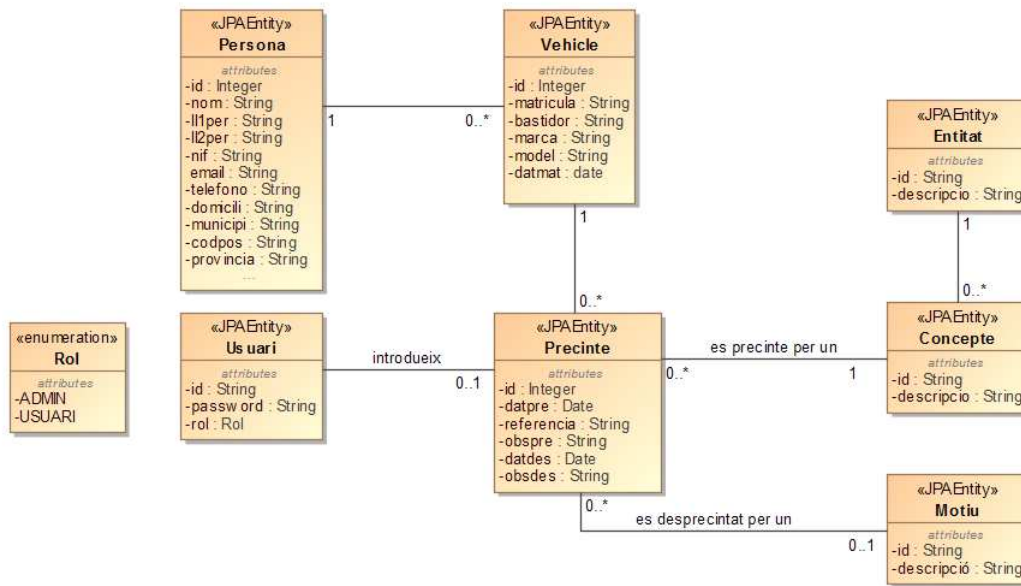 «JPAEntity»
Persona
attributes
-id : Integer
-nom : String
-ll1per : String
-ll2per : String
-nif : String
email : String
-telefono : String
-domicili : String
-municipi : String
-codpos : String
-provincia : String
...
1
0..*
«JPAEntity»
Vehicle
attributes
-id : Integer
-matricula : String
-bastidor : String
-marca : String
-model : String
-datmat : date
1
0..*
«JPAEntity»
Entitat
attributes
-id : String
-descripcio : String
1
0..*
«enumeration»
Rol
attributes
-ADMIN
-USUARI
«JPAEntity»
Usuari
attributes
-id : String
-password : String
-rol : Rol
introdueix
0..1
«JPAEntity»
Precinte
attributes
-id : Integer
-datpre : Date
-referencia : String
-obspre : String
-datdes : Date
-obsdes : String
es precinte per un
0..*
1
«JPAEntity»
Concepte
attributes
-id : String
-descripcio : String
0..*
es desprecintat per un
0..1
«JPAEntity»
Motiu
attributes
-id : String
-descripció : String